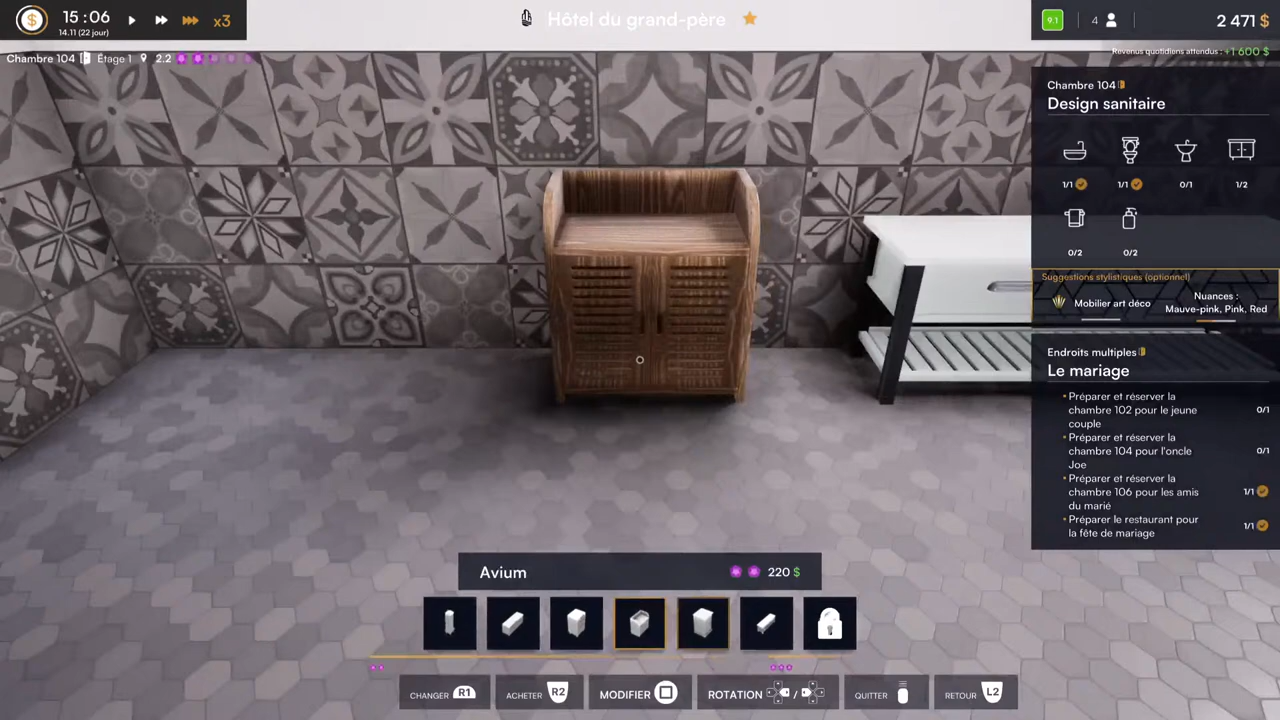 15:06
14.11 (22 jour)
x3
Hôtel du grand-père
9.1
4
2 471 $
Revenus quotidiens attendus : +1 600 $
Chambre 104
Étage 1
2.2
Chambre 104
Design sanitaire
1/1
1/1
0/1
1/2
0/2
0/2
Suggestions stylistiques (optionnel)
Mobilier art déco
Nuances :
Mauve-pink, Pink, Red
Endroits multiples
Le mariage
Préparer et réserver la
chambre 102 pour le jeune
couple
0/1
Préparer et réserver la
chambre 104 pour l'oncle
Joe
0/1
Préparer et réserver la
chambre 106 pour les amis
du marié
1/1
Préparer le restaurant pour
la fête de mariage
1/1
Avium
220 $
CHANGER R1
ACHETER R2
MODIFIER
ROTATION /
QUITTER
RETOUR L2